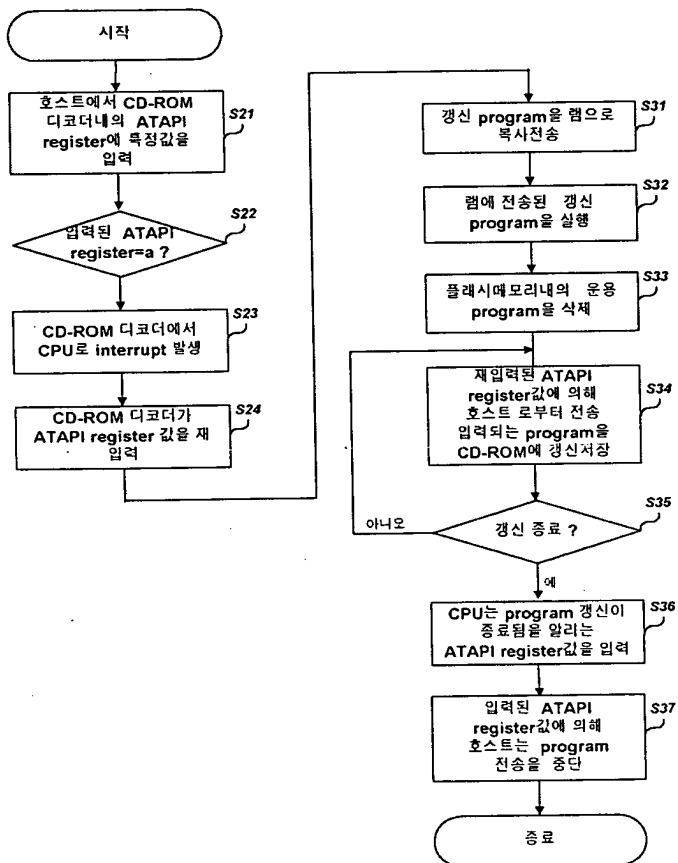 시작
호스트에서 CD-ROM
디코더내의 ATAPI
register에 특정값을
입력
S21
입력된 ATAPI
register=a ?
S22
CD-ROM 디코더에서
CPU로 interrupt 발생
S23
CD-ROM 디코더가
ATAPI register 값을 재
입력
S24
갱신 program을 램으로
복사전송
S31
램에 전송된 갱신
program을 실행
S32
플래시메모리내의 운용
program을 삭제
S33
재입력된 ATAPI
register값에 의해
호스트 로부터 전송
입력되는 program을
CD-ROM에 갱신저장
S34
갱신 종료 ?
S35
아니오
예
CPU는 program 갱신이
종료됨을 알리는
ATAPI register값을 입력
S36
입력된 ATAPI
register값에 의해
호스트는 program
전송을 중단
S37
종료